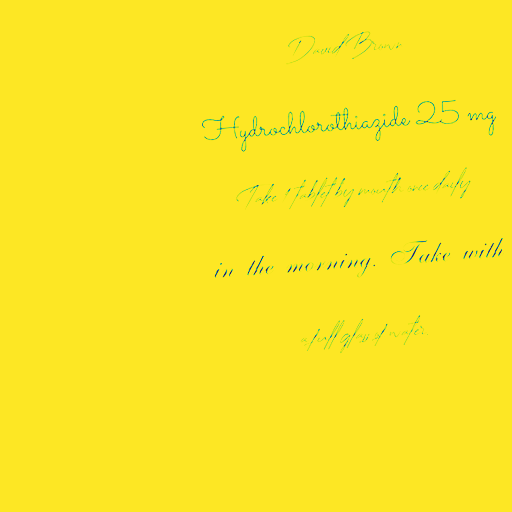 David Brown
Hydrochlorothiazide 25 mg
Take 1 tablet by mouth once daily
in the morning. Take with
a full glass of water.